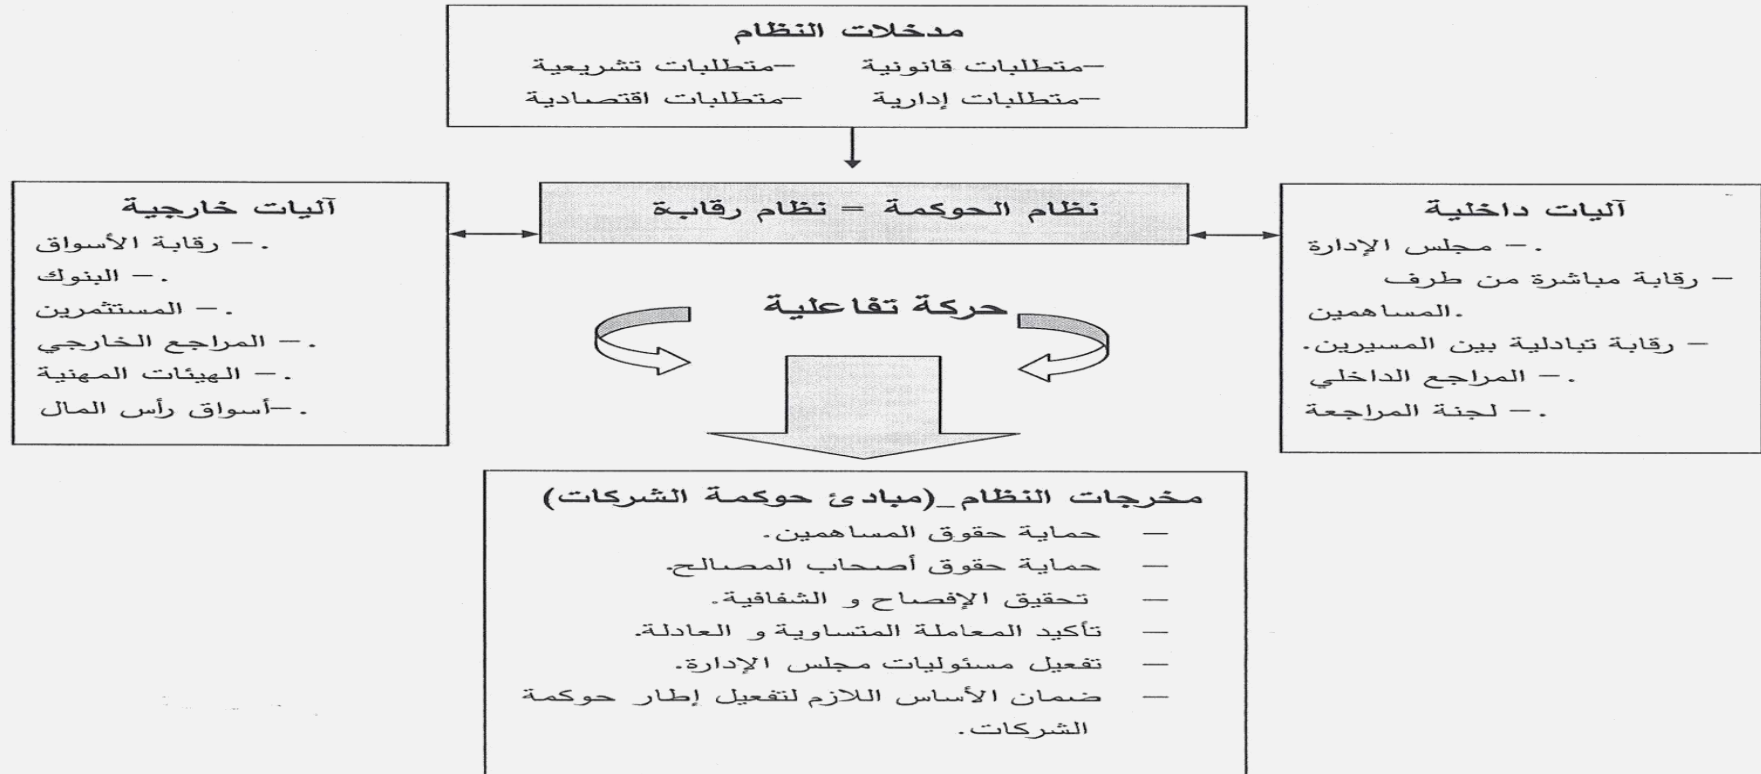 مدخلات النظام
–متطلبات قانونية –متطلبات تشريعية
–متطلبات إدارية –متطلبات اقتصادية
نظام الحوكمة = نظام رقابة
آليات داخلية
– مجلس الإدارة.
– رقابة مباشرة من طرف
المساهمين.
– رقابة تبادلية بين المسيرين.
– المراجع الداخلي.
– لجنة المراجعة.
آليات خارجية
– رقابة الأسواق.
– البنوك.
– المستثمرين.
– المراجع الخارجي.
– الهيئات المهنية.
–أسواق رأس المال.
حركة تفاعلية
مخرجات النظام_(مبادئ حوكمة الشركات)
– حماية حقوق المساهمين.
– حماية حقوق أصحاب المصالح.
– تحقيق الإفصاح و الشفافية.
– تأكيد المعاملة المتساوية و العادلة.
– تفعيل مسئوليات مجلس الإدارة.
– ضمان الأساس اللازم لتفعيل إطار حوكمة
الشركات.